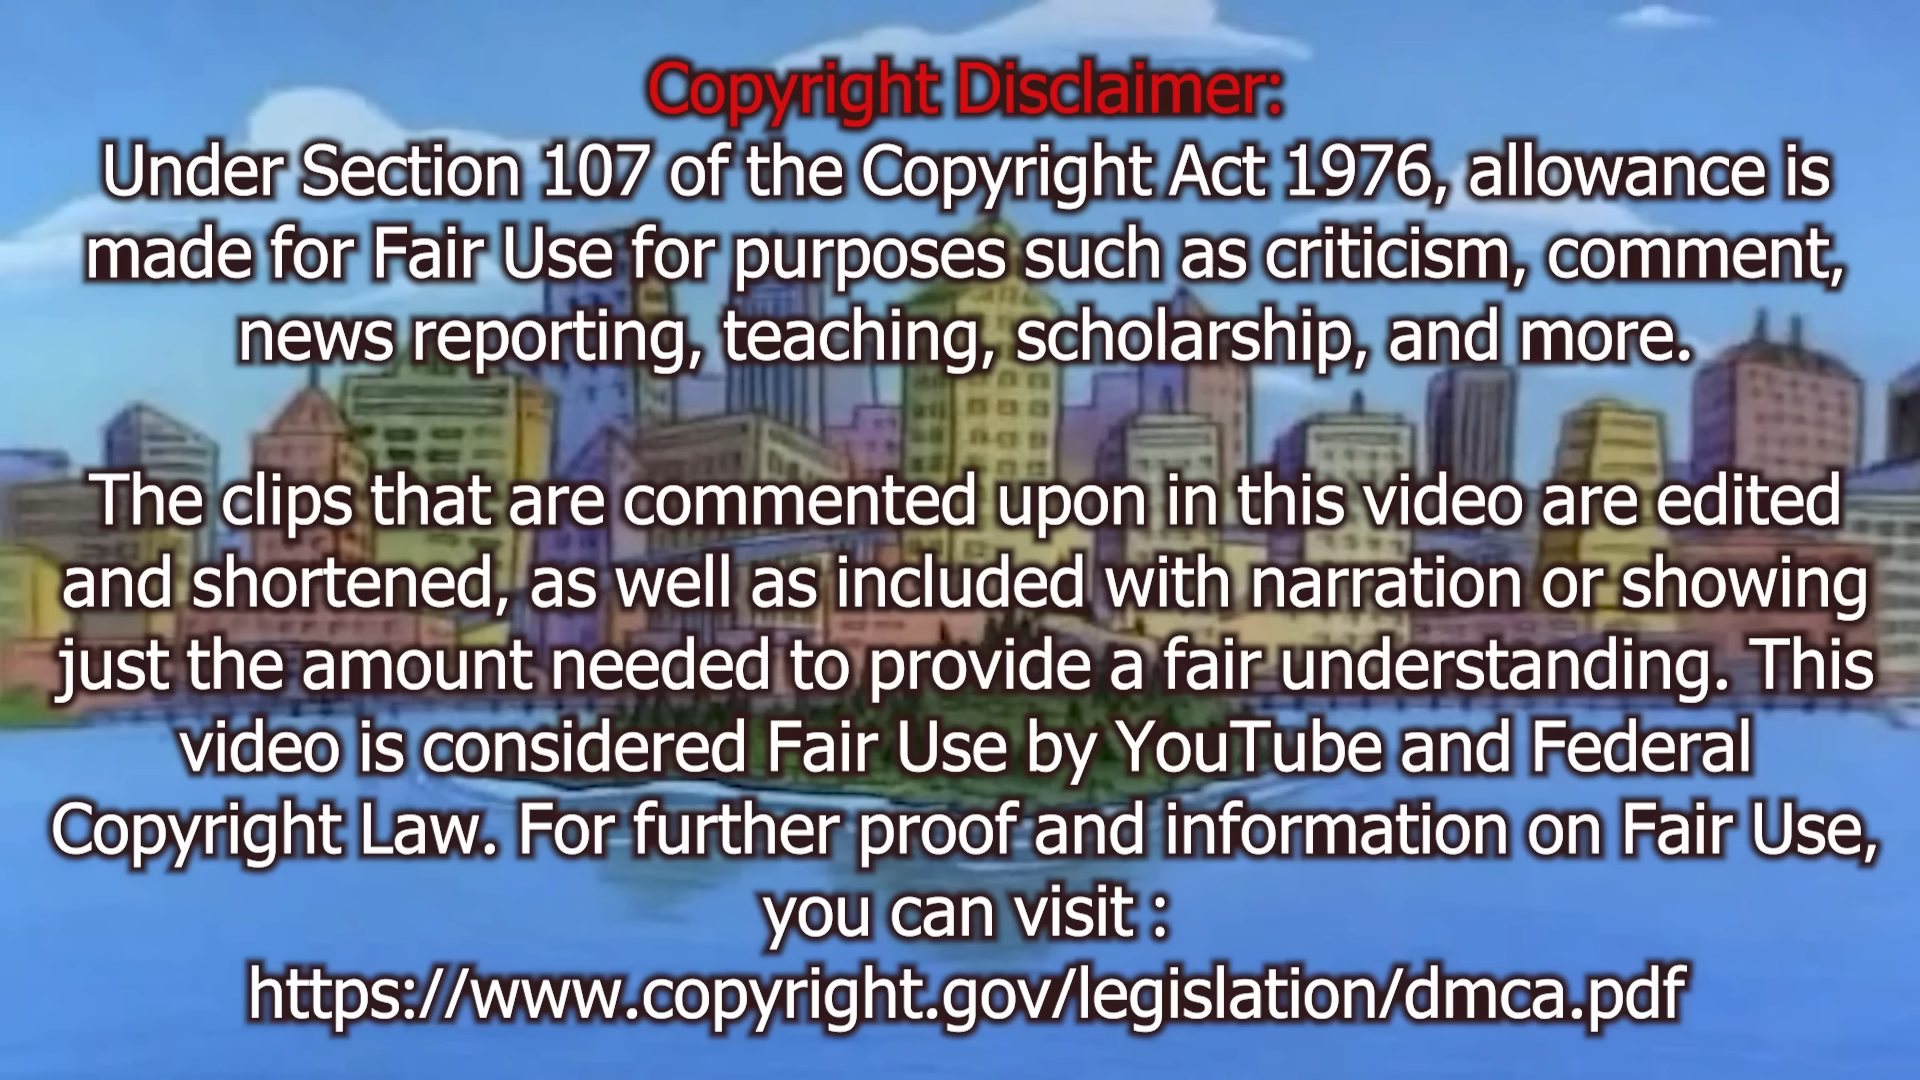 Copyright Disclaimer:
Under Section 107 of the Copyright Act 1976, allowance is
made for Fair Use for purposes such as criticism, comment,
news reporting, teaching, scholarship, and more.
The clips that are commented upon in this video are edited
and shortened, as well as included with narration or showing
just the amount needed to provide a fair understanding. This
video is considered Fair Use by YouTube and Federal
Copyright Law. For further proof and information on Fair Use,
you can visit :
https://www.copyright.gov/legislation/dmca.pdf